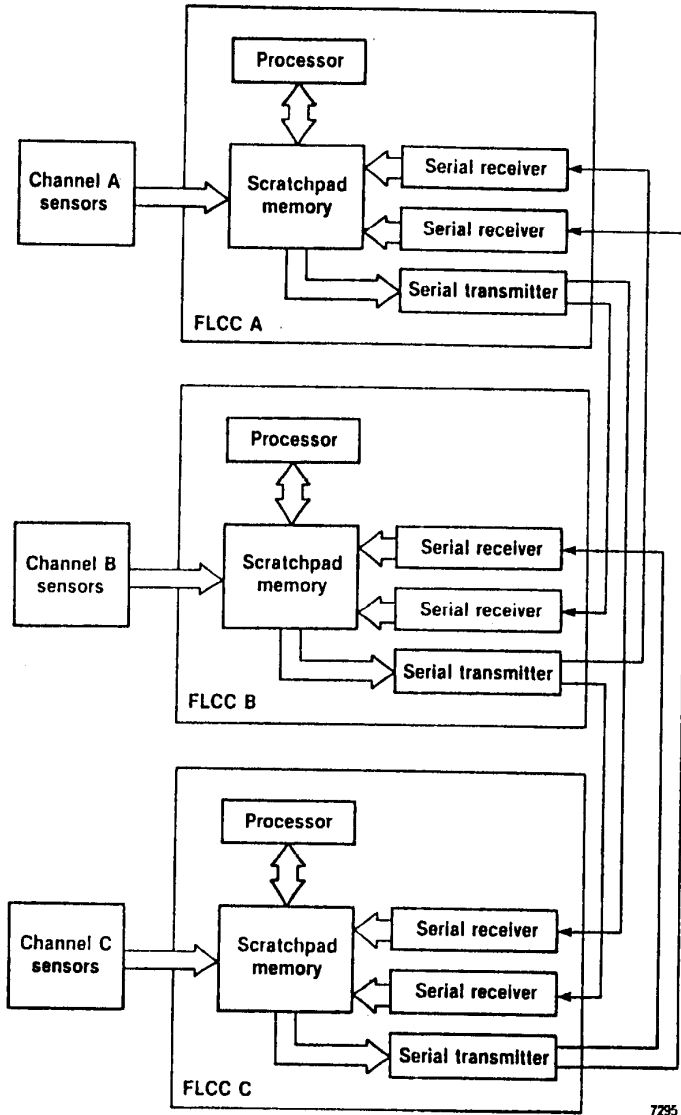 Processor
Channel A
sensors
Scratchpad
memory
Serial receiver
Serial receiver
Serial transmitter
FLCC A
Processor
Channel B
sensors
Scratchpad
memory
Serial receiver
Serial receiver
Serial transmitter
FLCC B
Processor
Channel C
sensors
Scratchpad
memory
Serial receiver
Serial receiver
Serial transmitter
FLCC C
7295